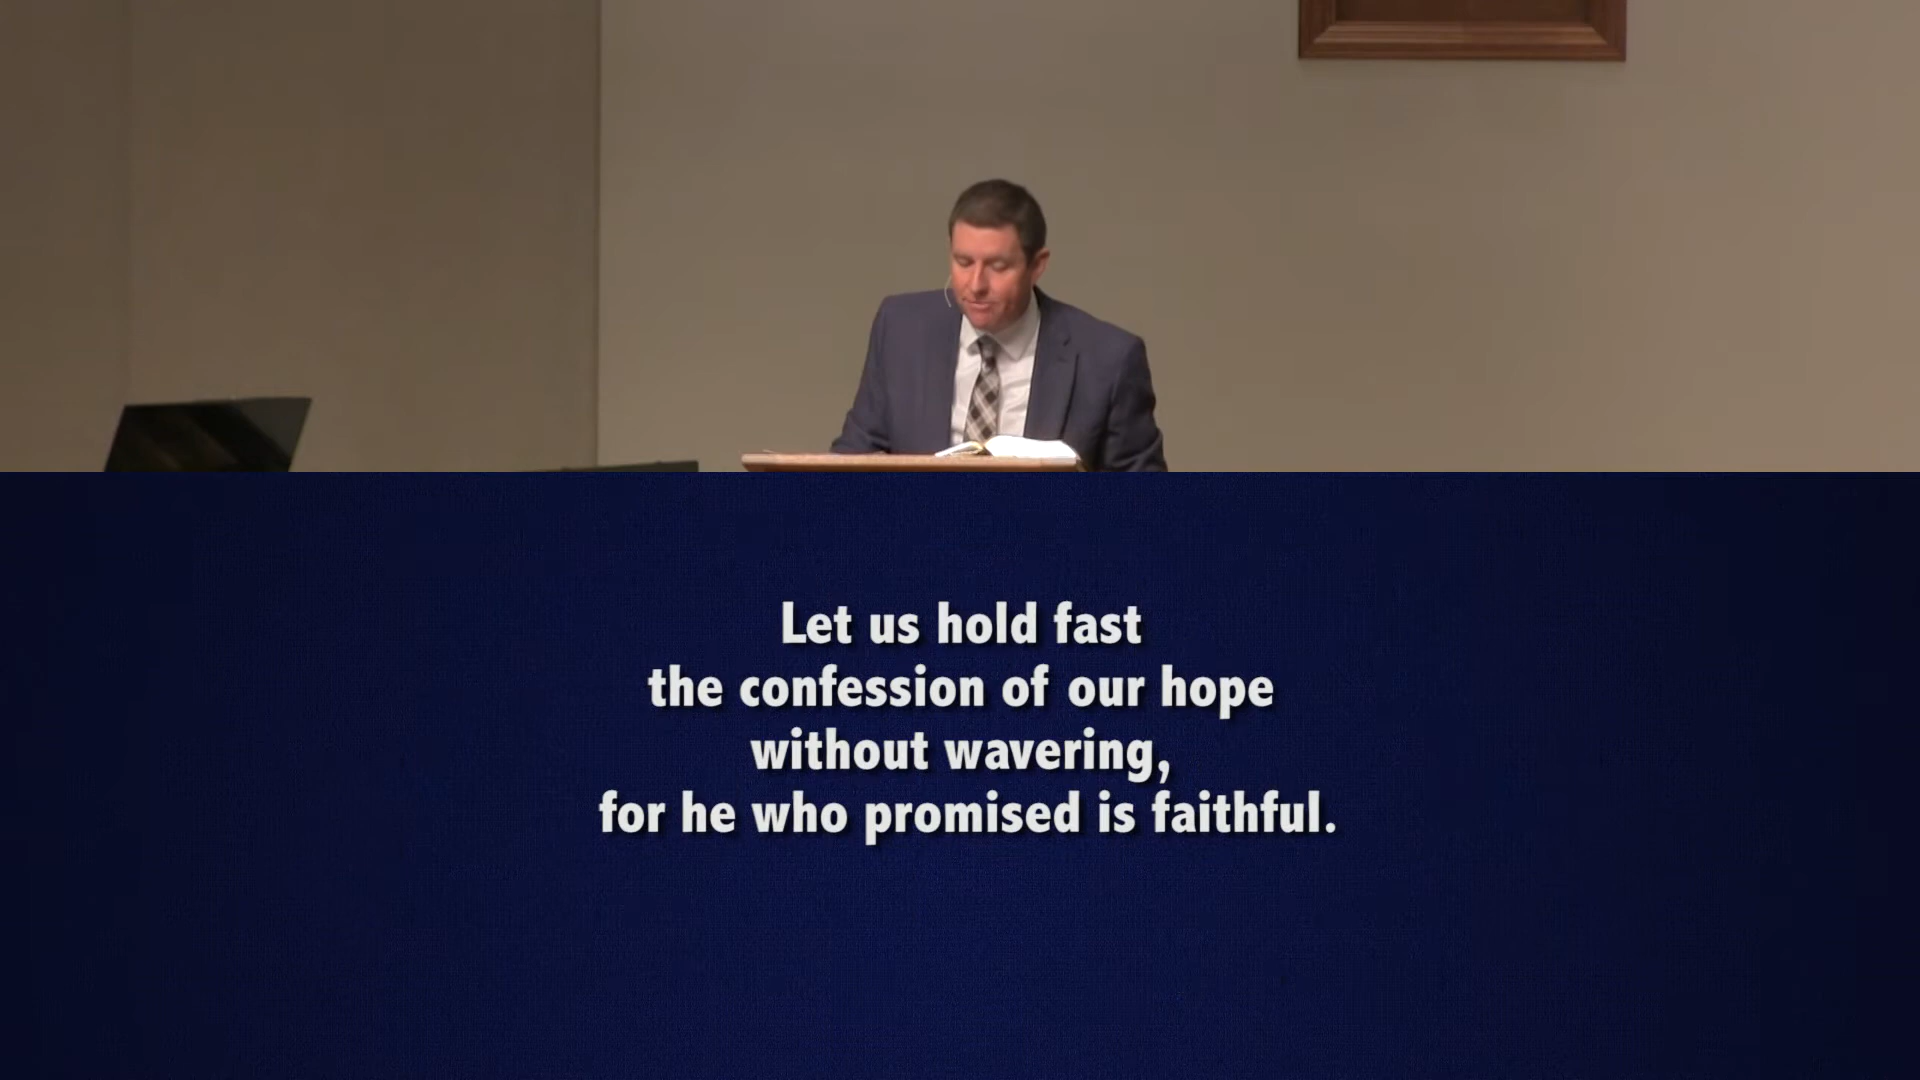 Let us hold fast
the confession of our hope
without wavering,
for he who promised is faithful.